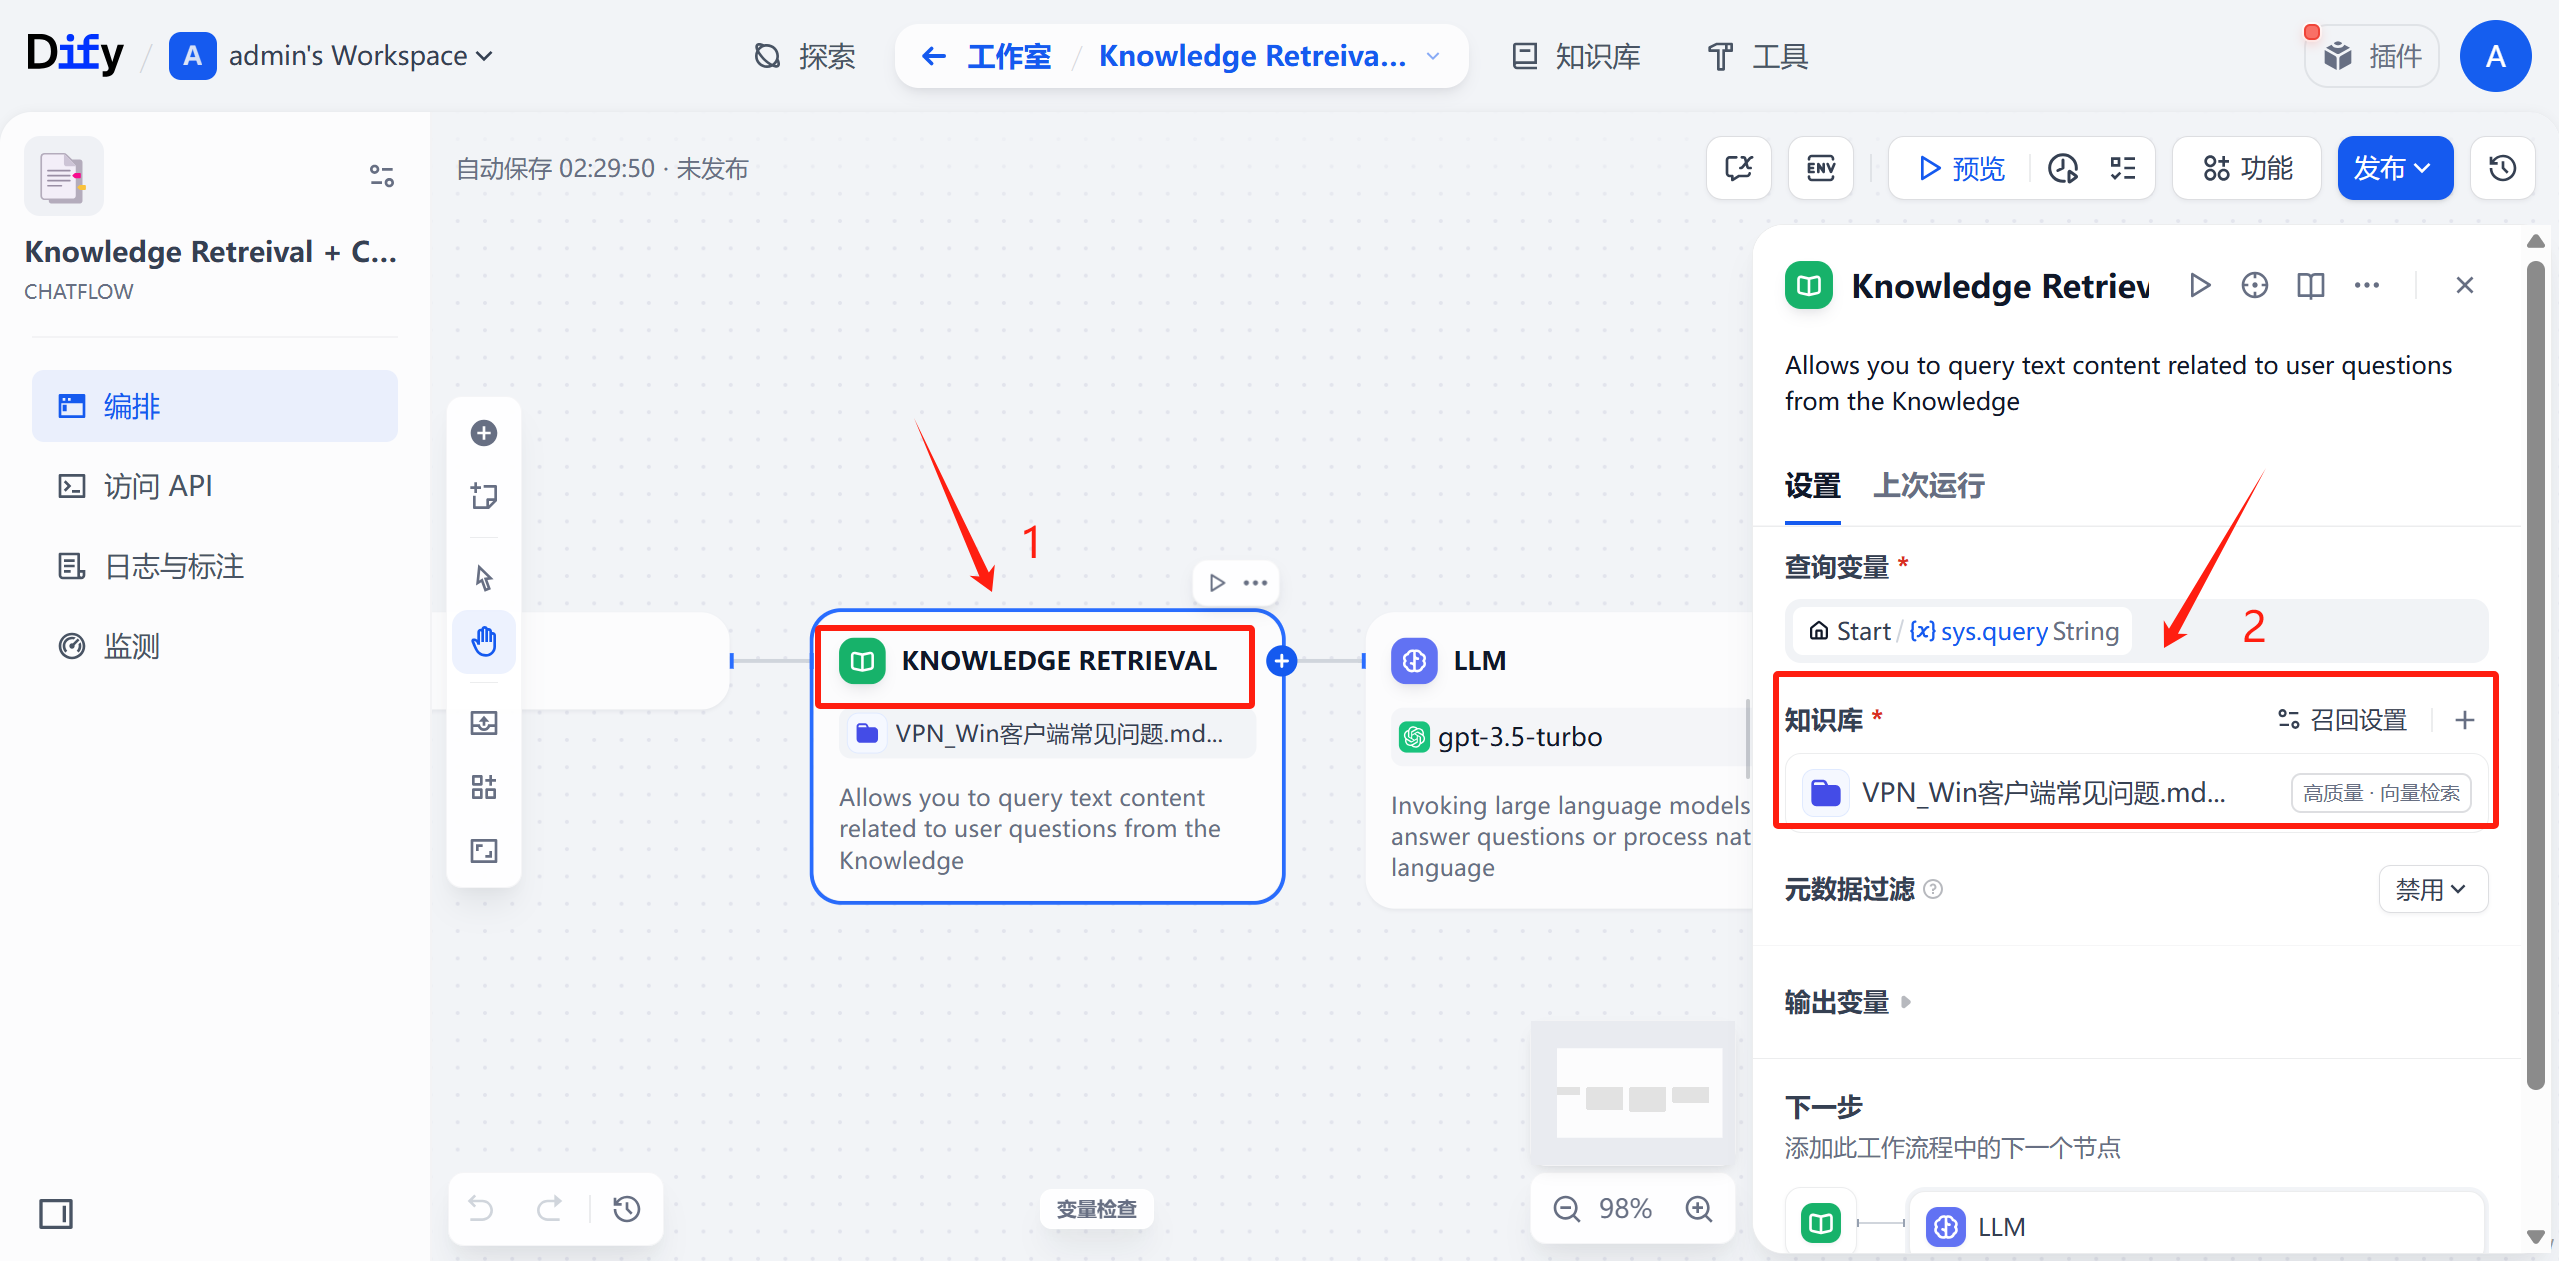 Dify / A admin's Workspace
探索
工作室 / Knowledge Retreiva...
知识库
工具
插件
A
Knowledge Retreival + C...
CHATFLOW
编排
访问 API
日志与标注
监测
自动保存 02:29:50 · 未发布
ENV
预览
功能
发布
1
KNOWLEDGE RETRIEVAL
VPN_Win客户端常见问题.md...
Allows you to query text content
related to user questions from the
Knowledge
LLM
gpt-3.5-turbo
Invoking large language models
answer questions or process nat
language
变量检查
98%
Knowledge Retriev
Allows you to query text content related to user questions
from the Knowledge
设置 上次运行
查询变量 *
Start / {x} sys.query String
2
知识库 * 召回设置
VPN_Win客户端常见问题.md... 高质量 · 向量检索
元数据过滤 禁用
输出变量
下一步
添加此工作流程中的下一个节点
LLM